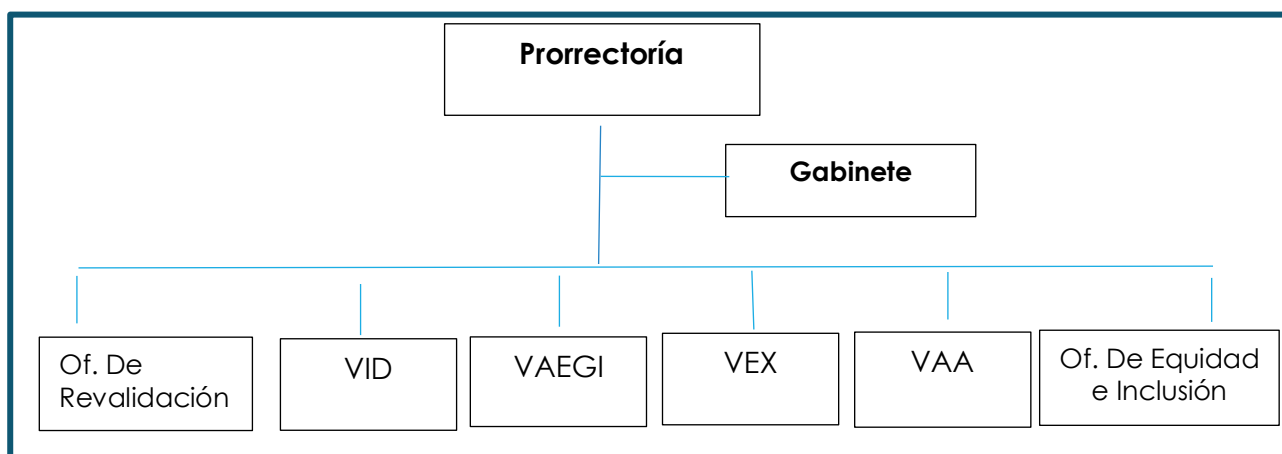 Prorrectoría
Gabinete
Of. De
Revalidación
VID
VAEGI
VEX
VAA
Of. De Equidad
e Inclusión